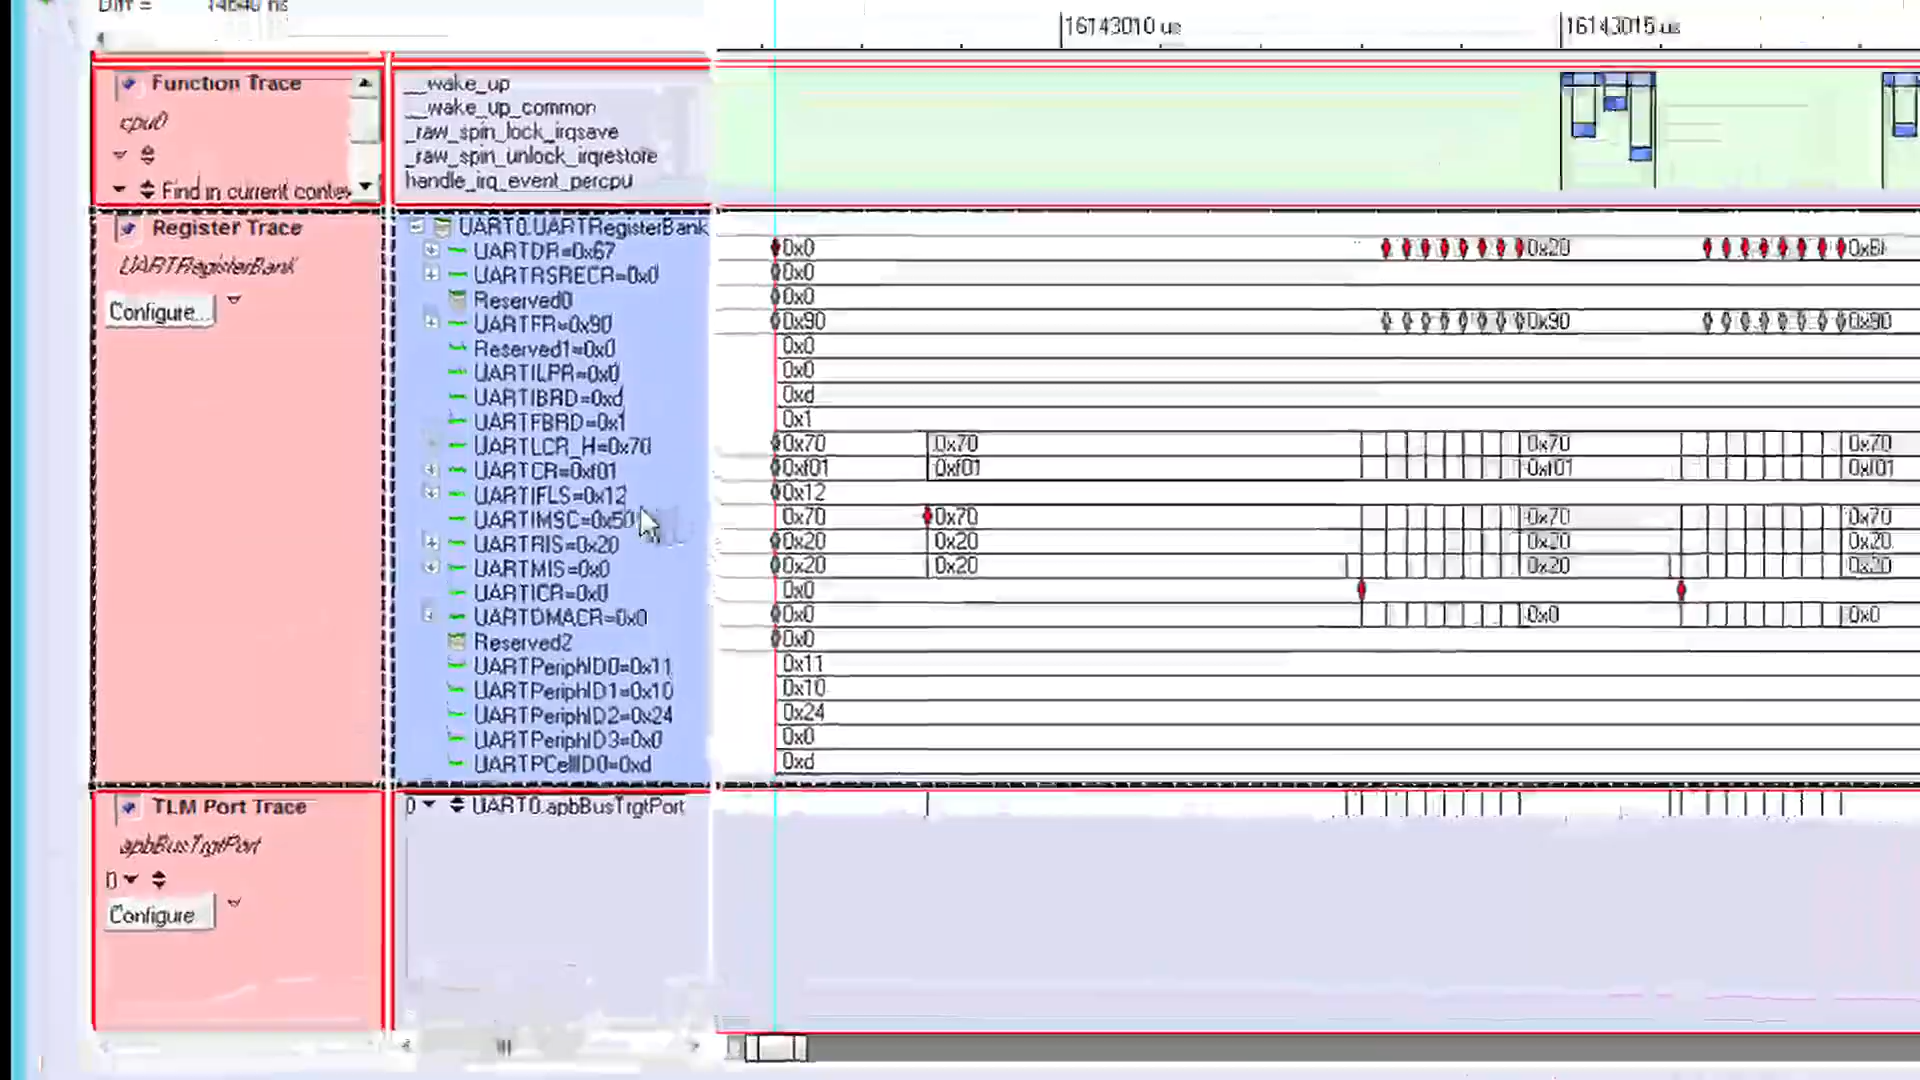 Diff =
16143010 us
16143015 us
Function Trace
cpu0
Find in current contex
__wake_up
__wake_up_common
_raw_spin_lock_irqsave
_raw_spin_unlock_irqrestore
handle_irq_event_percpu
Register Trace
UARTRegisterBank
Configure...
UART0.UARTRegisterBank
UARTDR=0x67 0x0 0x20
UARTRSRECR=0x0 0x0
Reserved0 0x0
UARTFR=0x90 0x90 0x90 0x90
Reserved1=0x0 0x0
UARTILPR=0x0 0x0
UARTIBRD=0xd 0xd
UARTFBRD=0x1 0x1
UARTLCR_H=0x70 0x70 0x70 0x70 0x70
UARTCR=0xf01 0xf01 0xf01 0xf01 0xf01
UARTIFLS=0x12 0x12
UARTIMSC=0x50 0x70 0x70 0x70 0x70
UARTRIS=0x20 0x20 0x20 0x20 0x20
UARTMIS=0x0 0x20 0x20 0x20 0x20
UARTICR=0x0 0x0
UARTDMACR=0x0 0x0 0x0 0x0
Reserved2 0x0
UARTPeriphID0=0x11 0x11
UARTPeriphID1=0x10 0x10
UARTPeriphID2=0x24 0x24
UARTPeriphID3=0x0 0x0
UARTPCellID0=0xd 0xd
TLM Port Trace
apbBusTrgtPort
0
Configure
0 UART0.apbBusTrgtPort